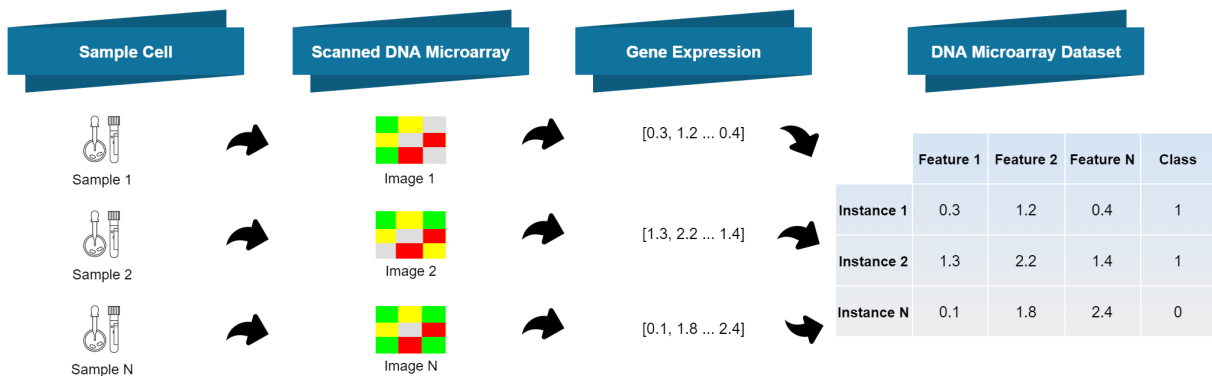 Sample Cell
Scanned DNA Microarray
Gene Expression
DNA Microarray Dataset
Sample 1
Image 1
[0.3, 1.2 ... 0.4]
Sample 2
Image 2
[1.3, 2.2 ... 1.4]
Sample N
Image N
[0.1, 1.8 ... 2.4]
Feature 1 Feature 2 Feature N Class
Instance 1 0.3 1.2 0.4 1
Instance 2 1.3 2.2 1.4 1
Instance N 0.1 1.8 2.4 0